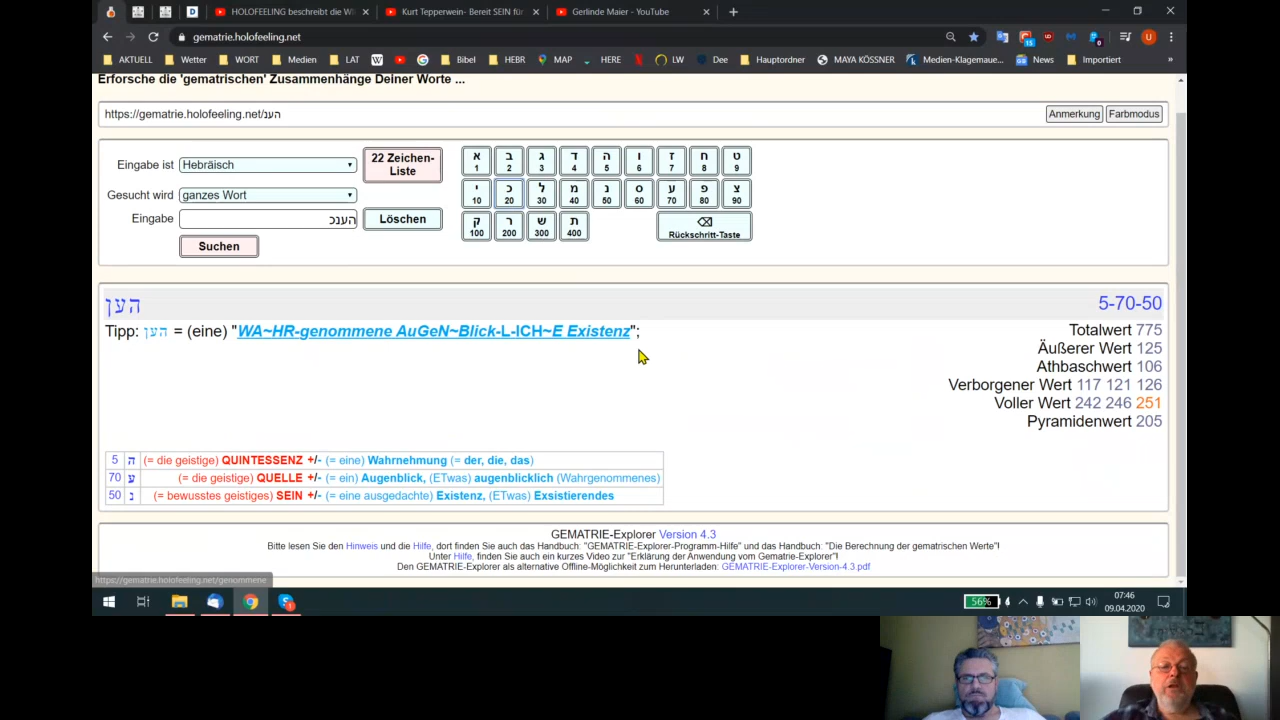 HOLOFEELING beschreibt die WI
Kurt Tepperwein- Bereit SEIN für
Gerlinde Maier - YouTube
gematrie.holofeeling.net
15
0
U
AKTUELL
Wetter
WORT
Medien
LAT
Bibel
HEBR
MAP
HERE
LW
Dee
Hauptordner
MAYA KÖSSNER
Medien-Klagemaue...
News
Importiert
»
Erforsche die 'gematrischen' Zusammenhänge Deiner Worte ...
https://gematrie.holofeeling.net/הענ
Anmerkung
Farbmodus
Eingabe ist
Hebräisch
22 Zeichen-
Liste
Gesucht wird
ganzes Wort
Eingabe
הענכ
Löschen
Suchen
א ב ג ד ה ו ז ח ט
1 2 3 4 5 6 7 8 9
י כ ל מ נ ס ע פ צ
10 20 30 40 50 60 70 80 90
ק ר ש ת
100 200 300 400
Rückschritt-Taste
הען
5-70-50
Tipp: הען = (eine) "WA~HR-genommene AuGeN~Blick-L-ICH~E Existenz";
Totalwert 775
Äußerer Wert 125
Athbaschwert 106
Verborgener Wert 117 121 126
Voller Wert 242 246 251
Pyramidenwert 205
5 ה (= die geistige) QUINTESSENZ +/- (= eine) Wahrnehmung (= der, die, das)
70 ע (= die geistige) QUELLE +/- (= ein) Augenblick, (ETwas) augenblicklich (Wahrgenommenes)
50 נ (= bewusstes geistiges) SEIN +/- (= eine ausgedachte) Existenz, (ETwas) Exsistierendes
GEMATRIE-Explorer Version 4.3
Bitte lesen Sie den Hinweis und die Hilfe, dort finden Sie auch das Handbuch: "GEMATRIE-Explorer-Programm-Hilfe" und das Handbuch: "Die Berechnung der gematrischen Werte"!
Unter Hilfe, finden Sie auch ein kurzes Video zur "Erklärung der Anwendung vom Gematrie-Explorer"!
Den GEMATRIE-Explorer als alternative Offline-Möglichkeit zum Herunterladen: GEMATRIE-Explorer-Version-4.3.pdf
https://gematrie.holofeeling.net/genommene
56%
07:46
09.04.2020